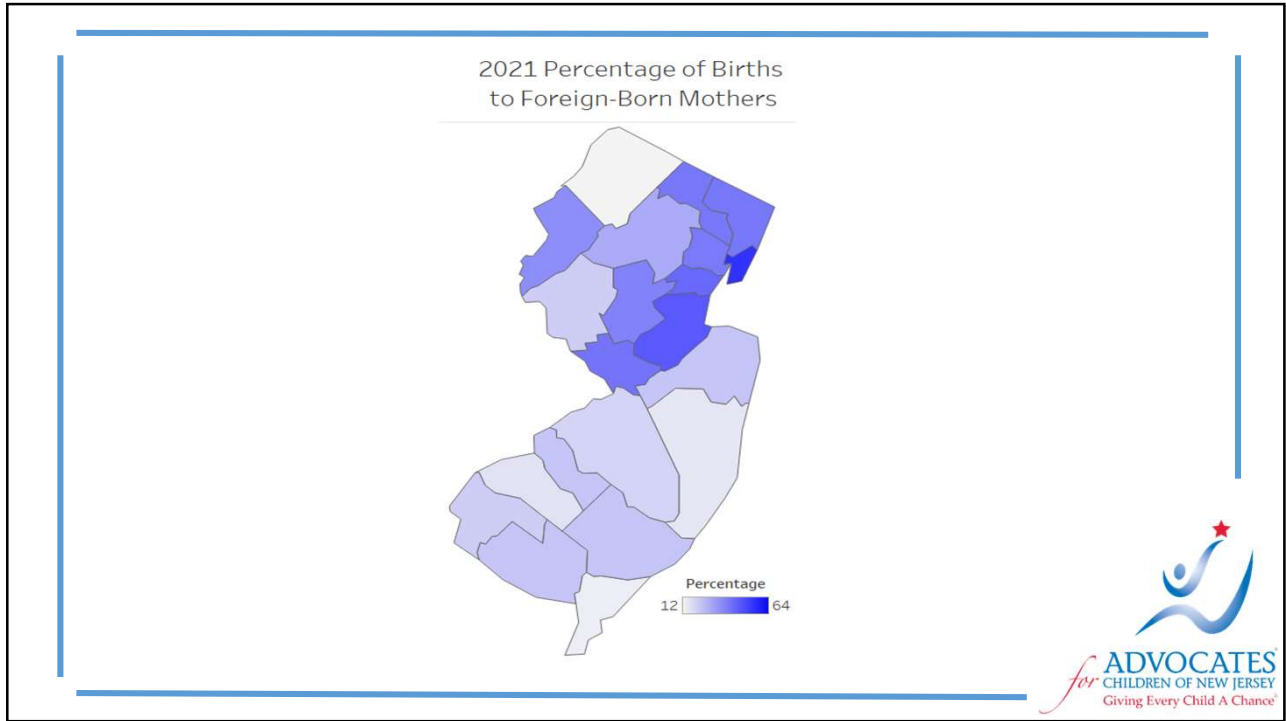 2021 Percentage of Births
to Foreign-Born Mothers
Percentage
12
64
for ADVOCATES
CHILDREN OF NEW JERSEY
Giving Every Child A Chance